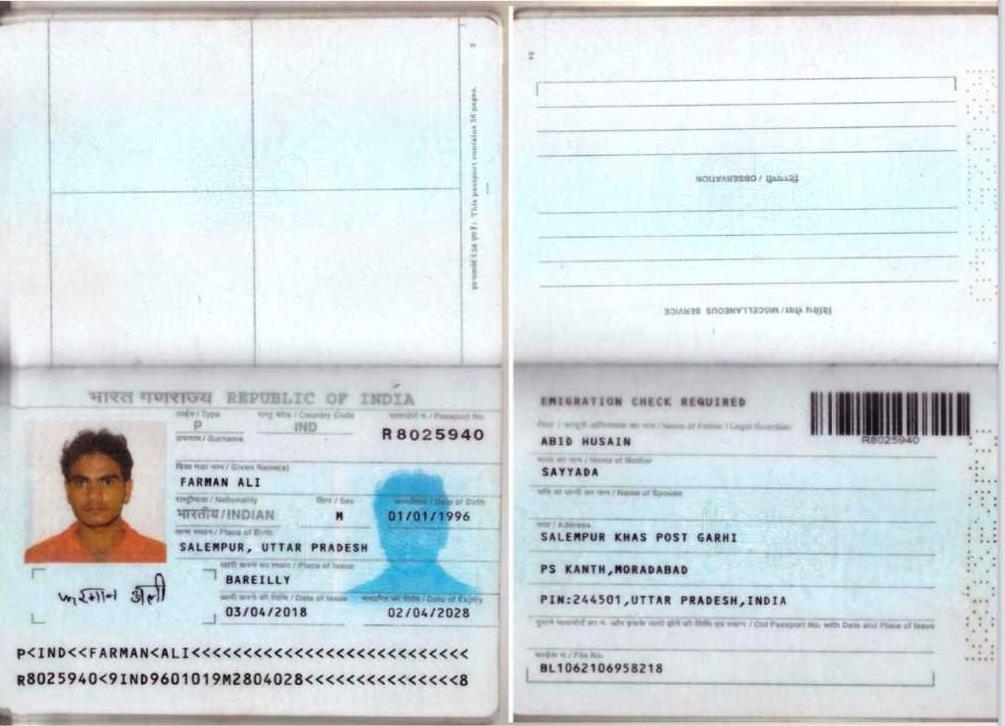 इस पासपोर्ट में 36 पृष्ठ हैं। This passport contains 36 pages.
भारत गणराज्य REPUBLIC OF INDIA
टाईप / Type
राष्ट्र कोड / Country Code
पासपोर्ट न. / Passport No.
P
IND
R8025940
उपनाम / Surname
दिया गया नाम / Given Name(s)
FARMAN ALI
राष्ट्रीयता / Nationality
लिंग / Sex
जन्मतिथि / Date of Birth
भारतीय/INDIAN
M
01/01/1996
जन्म स्थान / Place of Birth
SALEMPUR, UTTAR PRADESH
जारी करने का स्थान / Place of Issue
BAREILLY
जारी करने की तिथि / Date of Issue
समाप्ति की तिथि / Date of Expiry
03/04/2018
02/04/2028
फरमान अली
P<IND<<FARMAN<ALI<<<<<<<<<<<<<<<<<<<<<<<<<<<
R8025940<9IND9601019M2804028<<<<<<<<<<<<<<<8
टिप्पणी / OBSERVATION
विविध सेवा / MISCELLANEOUS SERVICE
EMIGRATION CHECK REQUIRED
R8025940
पिता / कानूनी अभिभावक का नाम / Name of Father / Legal Guardian
ABID HUSAIN
माता का नाम / Name of Mother
SAYYADA
पति या पत्नी का नाम / Name of Spouse
पता / Address
SALEMPUR KHAS POST GARHI
PS KANTH,MORADABAD
PIN:244501,UTTAR PRADESH,INDIA
पुराने पासपोर्ट का न. और इसके जारी होने की तिथि एवं स्थान / Old Passport No. with Date and Place of Issue
फाईल न. / File No.
BL1062106958218